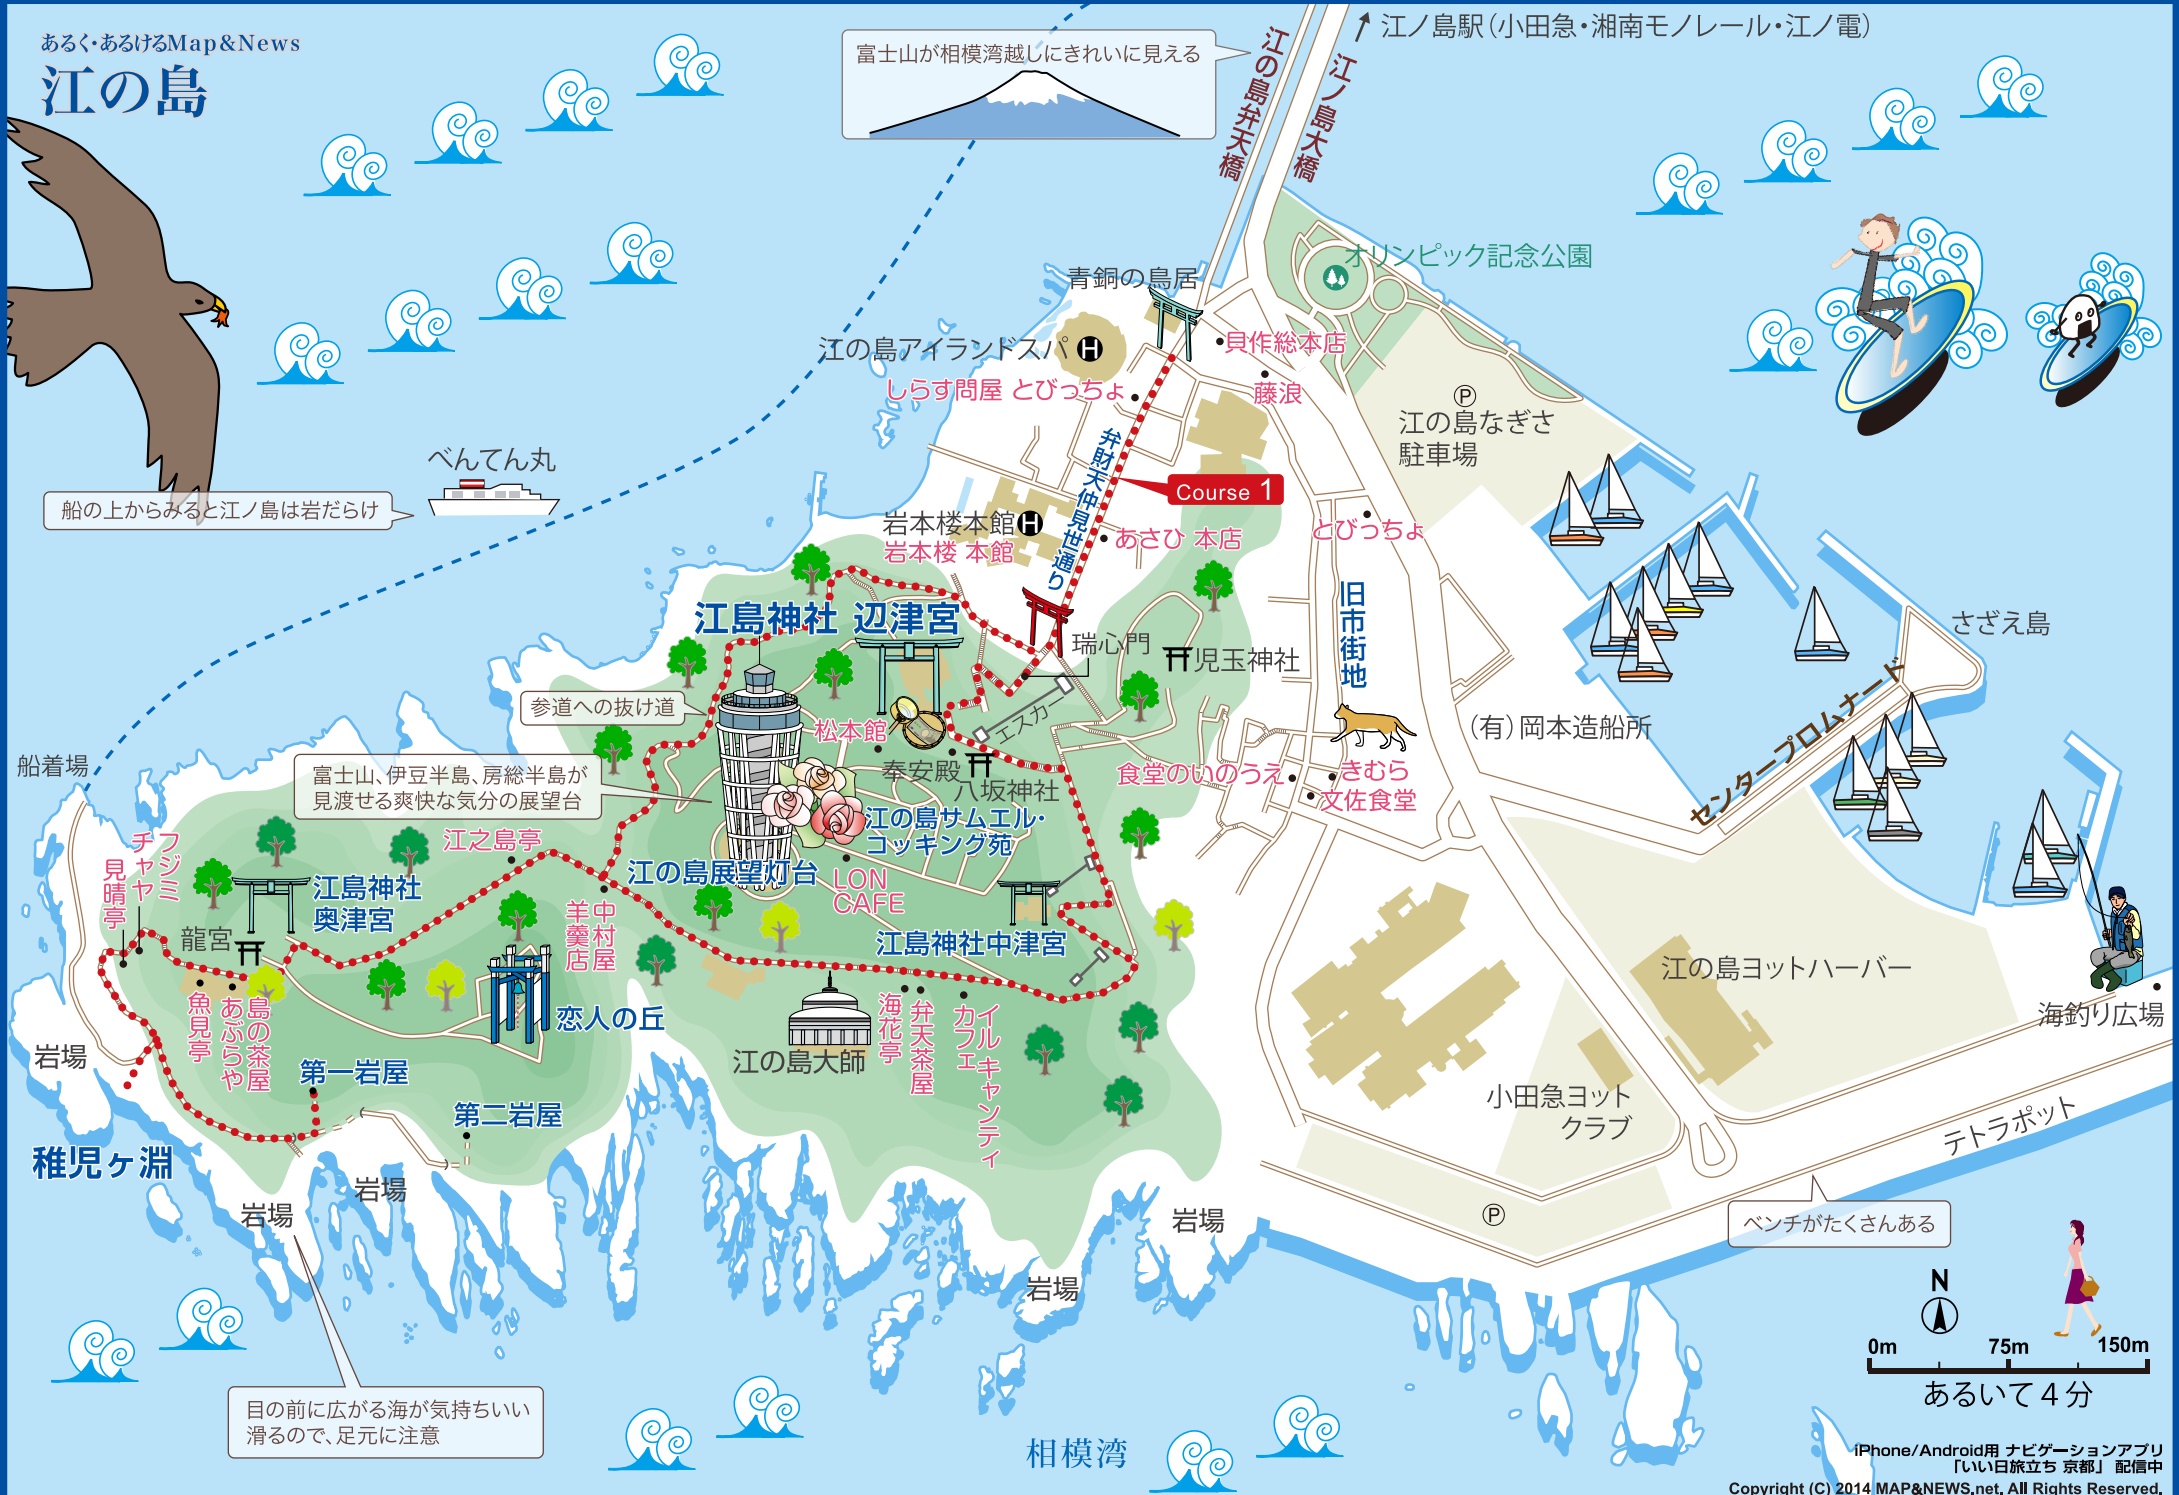 あるく・あるけるMap&News
江の島
富士山が相模湾越しにきれいに見える
江の島弁天橋
江ノ島大橋
江ノ島駅（小田急・湘南モノレール・江ノ電）
オリンピック記念公園
青銅の鳥居
江の島アイランドスパ
H
貝作総本店
しらす問屋 とびっちょ
藤浪
P
江の島なぎさ
駐車場
弁財天仲見世通り
Course 1
べんてん丸
船の上からみると江ノ島は岩だらけ
岩本楼本館
H
岩本楼 本館
あさひ 本店
とびっちょ
旧市街地
江島神社 辺津宮
瑞心門
児玉神社
さざえ島
参道への抜け道
エスカー
松本館
奉安殿
八坂神社
（有）岡本造船所
センタープロムナード
船着場
富士山、伊豆半島、房総半島が
見渡せる爽快な気分の展望台
食堂のいのうえ
きむら
文佐食堂
江の島サムエル・
コッキング苑
江之島亭
江の島展望灯台
LON
CAFE
フジミ
チャヤ
見晴亭
江島神社
奥津宮
中村屋
羊羹店
江島神社中津宮
龍宮
魚見亭
あぶらや
島の茶屋
恋人の丘
江の島大師
海花亭
弁天茶屋
イル キャンティ
カフェ
江の島ヨットハーバー
海釣り広場
岩場
第一岩屋
第二岩屋
稚児ヶ淵
小田急ヨット
クラブ
テトラポット
岩場
岩場
岩場
岩場
P
ベンチがたくさんある
目の前に広がる海が気持ちいい
滑るので、足元に注意
相模湾
N
0m 75m 150m
あるいて４分
iPhone/Android用 ナビゲーションアプリ
「いい日旅立ち 京都」 配信中
Copyright (C) 2014 MAP&NEWS.net. All Rights Reserved.